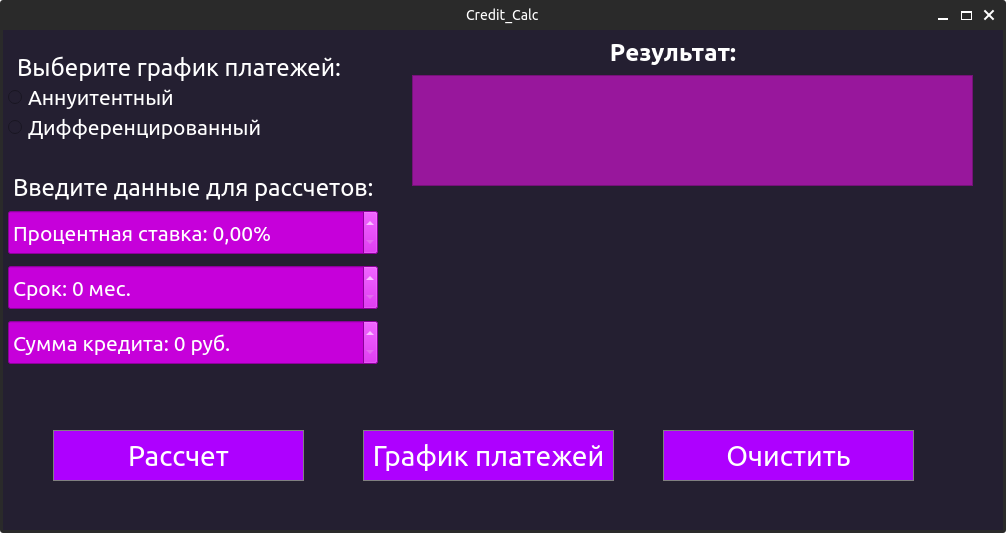 Credit_Calc
Выберите график платежей:
Аннуитентный
Дифференцированный
Введите данные для рассчетов:
Процентная ставка: 0,00%
Срок: 0 мес.
Сумма кредита: 0 руб.
Результат:
Рассчет
График платежей
Очистить